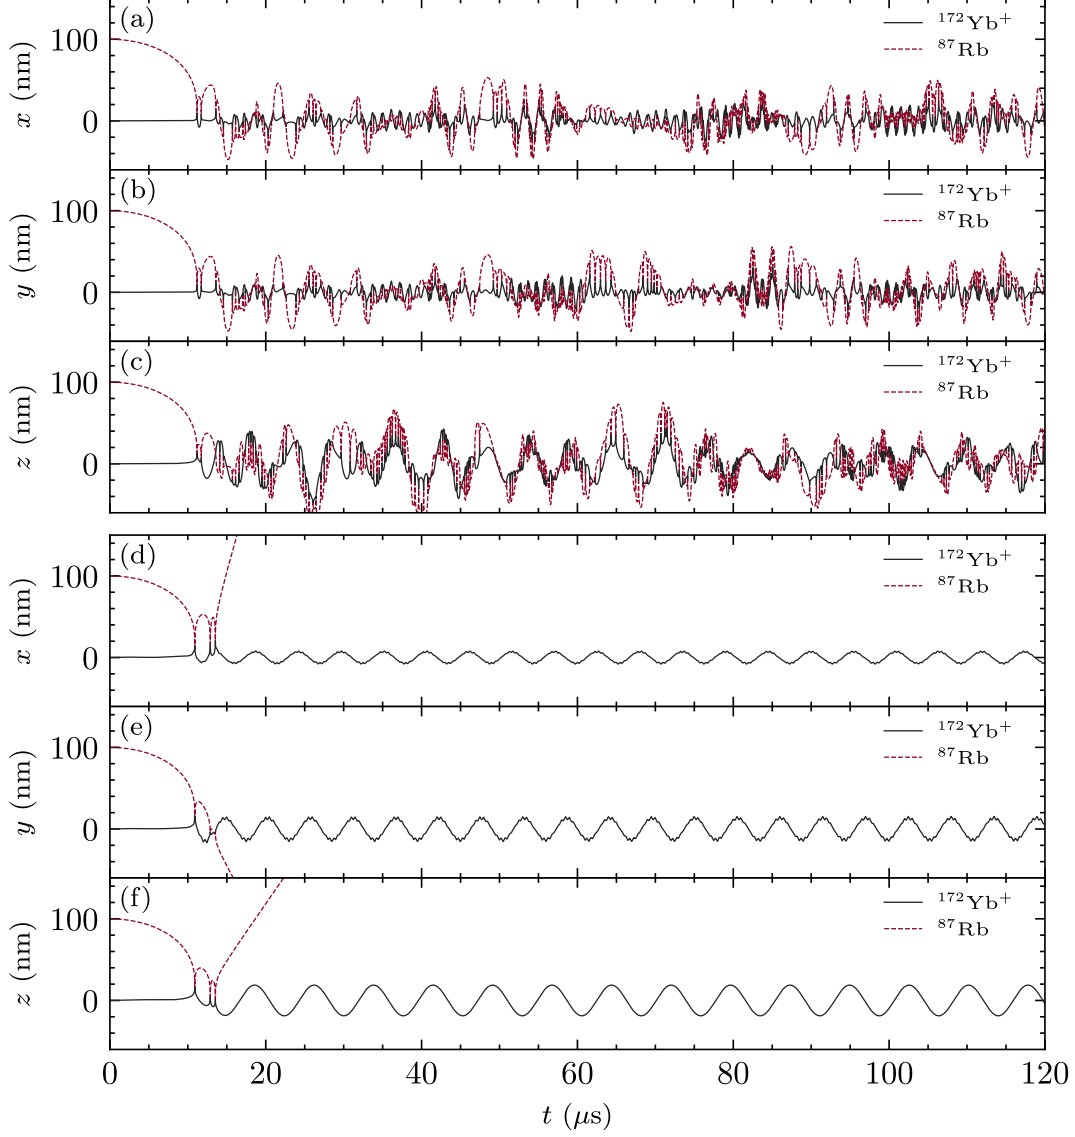 (a)
¹⁷²Yb⁺
⁸⁷Rb
100
0
x (nm)
(b)
¹⁷²Yb⁺
⁸⁷Rb
100
0
y (nm)
(c)
¹⁷²Yb⁺
⁸⁷Rb
100
0
z (nm)
(d)
¹⁷²Yb⁺
⁸⁷Rb
100
0
x (nm)
(e)
¹⁷²Yb⁺
⁸⁷Rb
100
0
y (nm)
(f)
¹⁷²Yb⁺
⁸⁷Rb
100
0
z (nm)
0 20 40 60 80 100 120
t (μs)